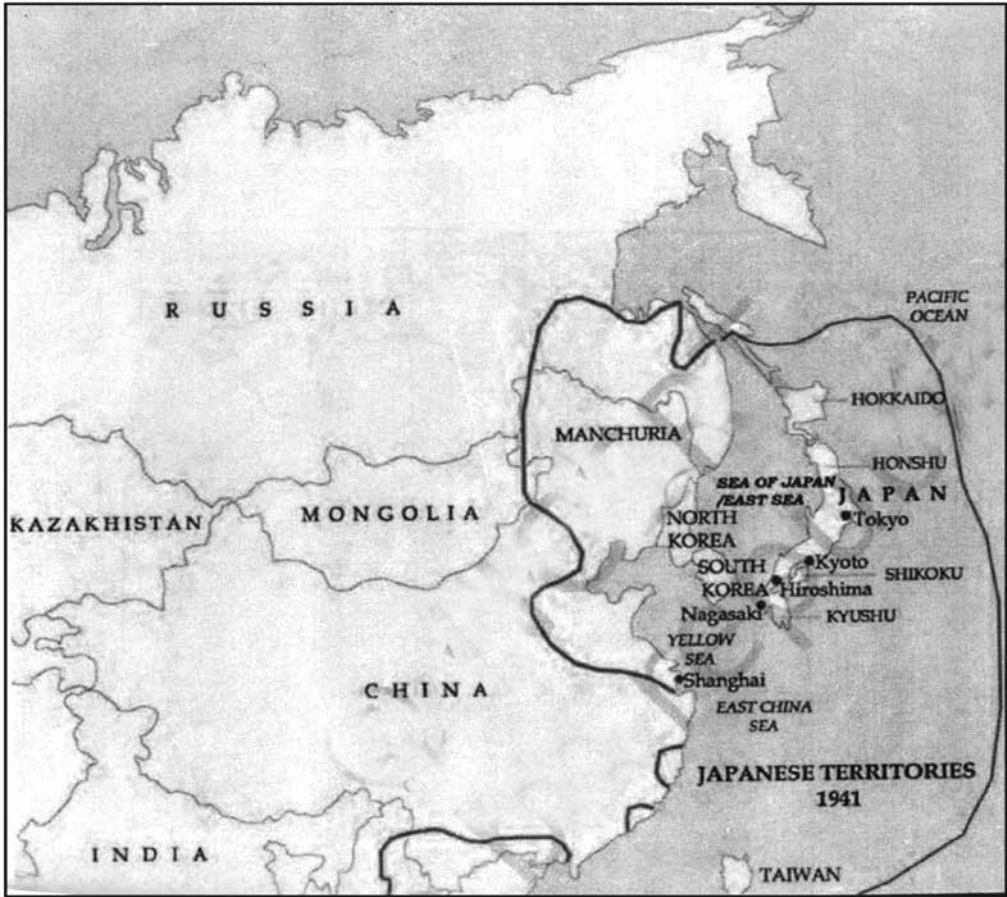 PACIFIC
OCEAN
RUSSIA
HOKKAIDO
MANCHURIA
HONSHU
SEA OF JAPAN
/EAST SEA
JAPAN
KAZAKHSTAN
MONGOLIA
NORTH
KOREA
Tokyo
SOUTH
KOREA
Kyoto
SHIKOKU
Hiroshima
Nagasaki
KYUSHU
YELLOW
SEA
Shanghai
CHINA
EAST CHINA
SEA
JAPANESE TERRITORIES
1941
INDIA
TAIWAN